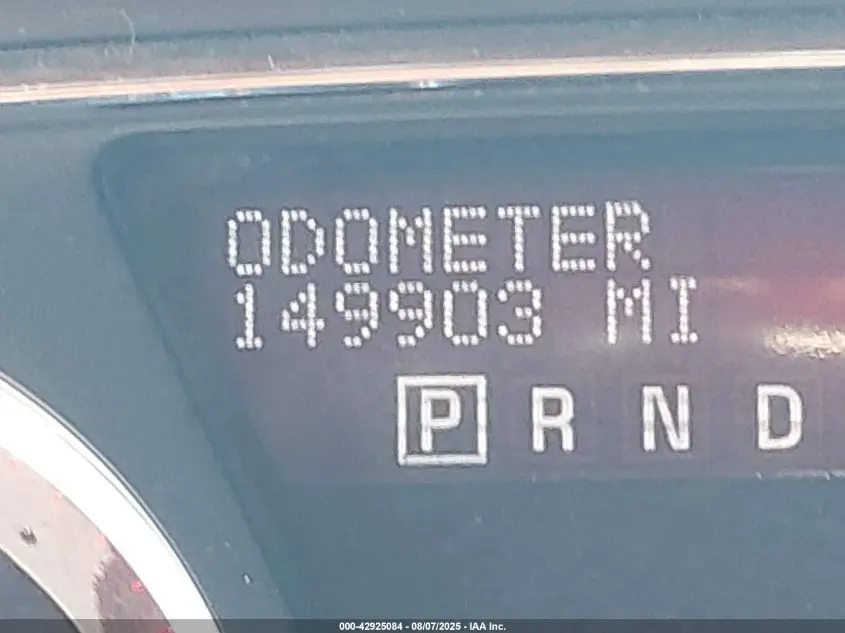 ODOMETER
149903 MI
P R N D
000-42925084 - 08/07/2025 - IAA Inc.